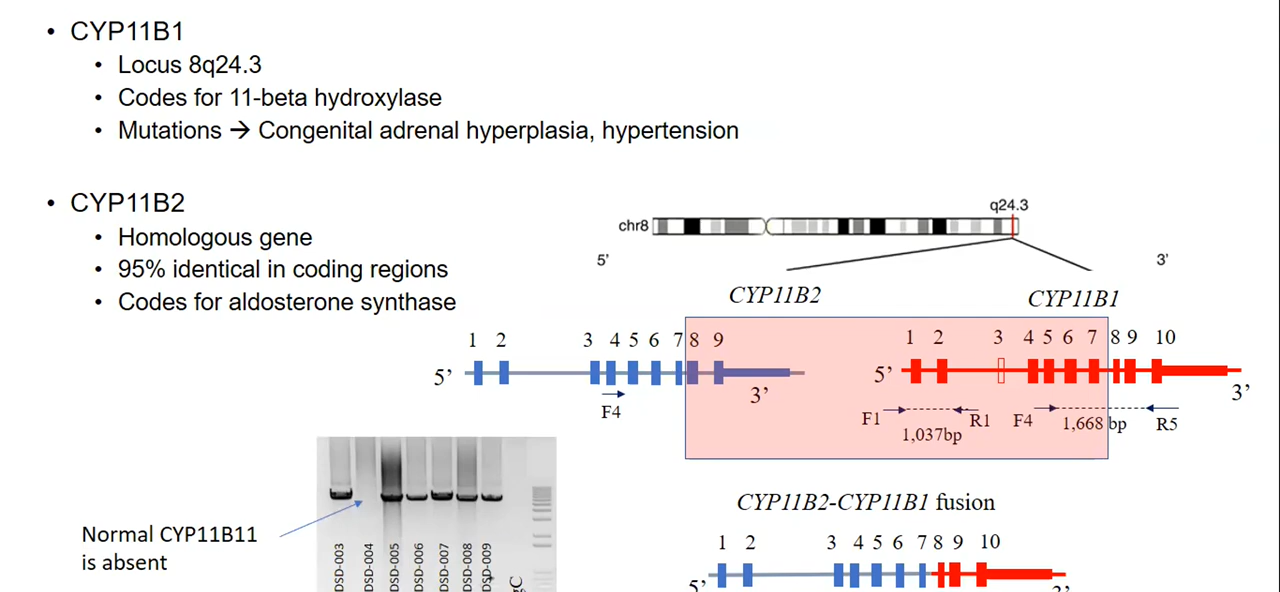 • CYP11B1
• Locus 8q24.3
• Codes for 11-beta hydroxylase
• Mutations → Congenital adrenal hyperplasia, hypertension
• CYP11B2
• Homologous gene
• 95% identical in coding regions
• Codes for aldosterone synthase
q24.3
chr8
5’ 3’
CYP11B2 CYP11B1
1 2 3 4 5 6 7 8 9
5’ 3’
F4
1 2 3 4 5 6 7 8 9 10
5’ 3’
F1 R1 F4 R5
1,037bp 1,668 bp
Normal CYP11B11
is absent
DSD-003
DSD-004
DSD-005
DSD-006
DSD-007
DSD-008
DSD-009
CYP11B2-CYP11B1 fusion
1 2 3 4 5 6 7 8 9 10
5’ 3’